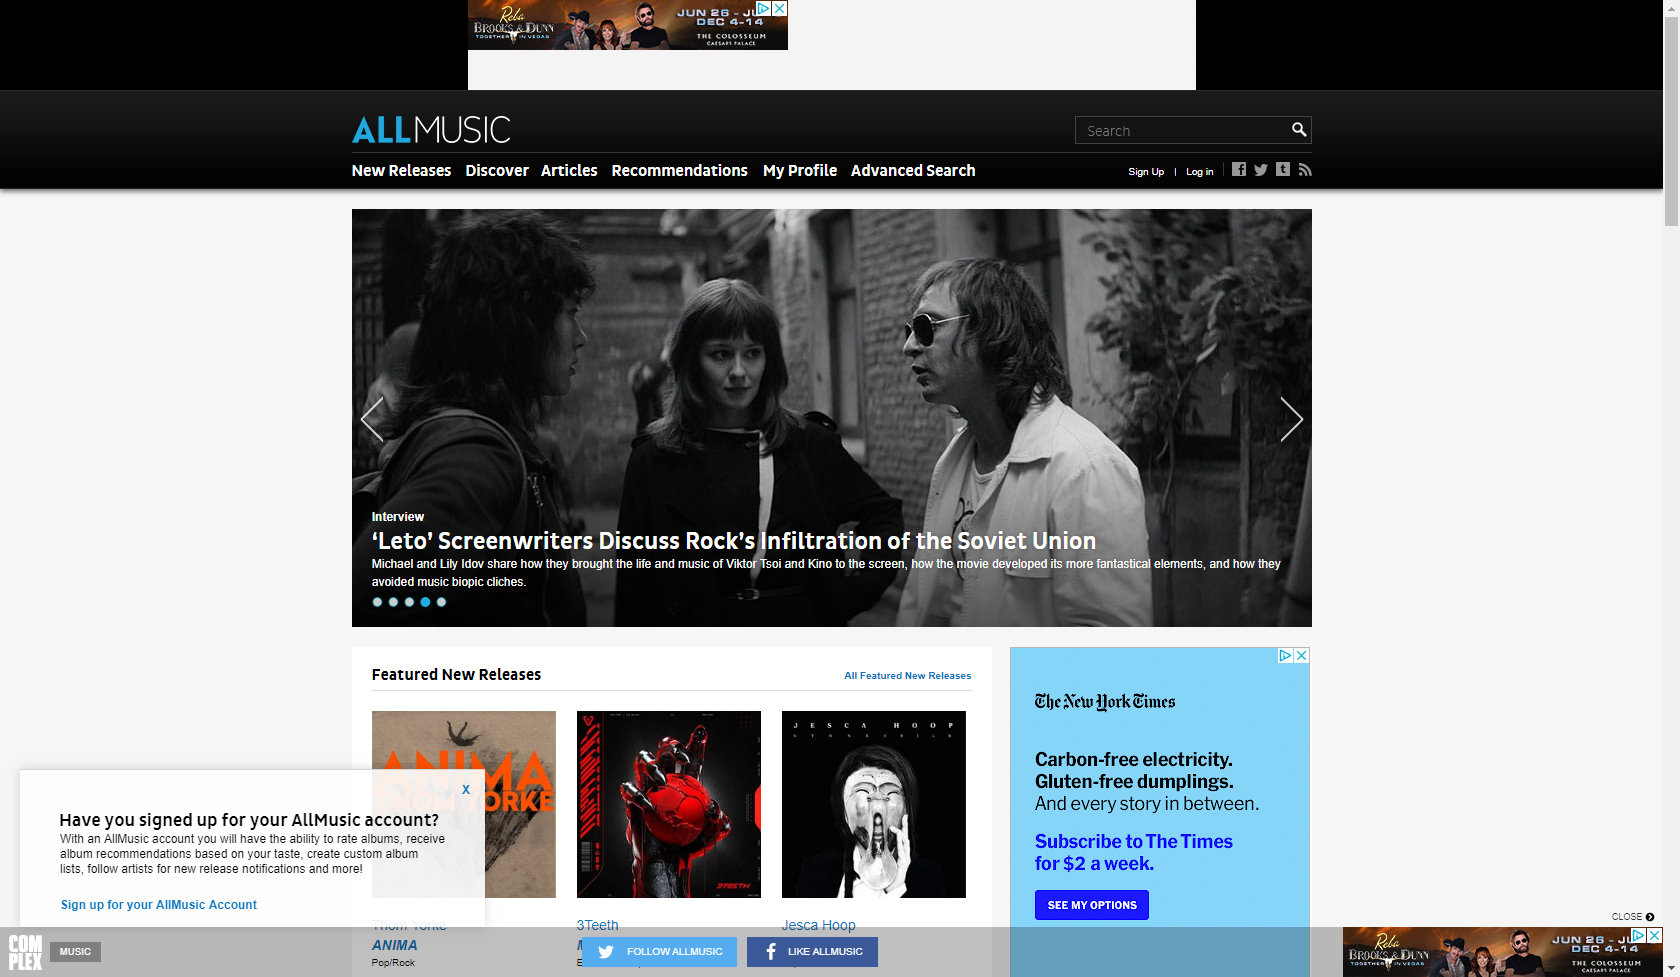 Reba
BROOKS & DUNN
TOGETHER IN VEGAS
JUN 26 - JU
DEC 4-14
THE COLOSSEUM
CAESARS PALACE
ALLMUSIC
Search
New Releases Discover Articles Recommendations My Profile Advanced Search
Sign Up | Log in
Interview
‘Leto’ Screenwriters Discuss Rock’s Infiltration of the Soviet Union
Michael and Lily Idov share how they brought the life and music of Viktor Tsoi and Kino to the screen, how the movie developed its more fantastical elements, and how they
avoided music biopic cliches.
Featured New Releases
All Featured New Releases
ANIMA
THOM YORKE
3TEETH
JESCA HOOP
STONECHILD
Thom Yorke
ANIMA
Pop/Rock
3Teeth
Jesca Hoop
The New York Times
Carbon-free electricity.
Gluten-free dumplings.
And every story in between.
Subscribe to The Times
for $2 a week.
SEE MY OPTIONS
X
Have you signed up for your AllMusic account?
With an AllMusic account you will have the ability to rate albums, receive
album recommendations based on your taste, create custom album
lists, follow artists for new release notifications and more!
Sign up for your AllMusic Account
CLOSE
COMPLEX
MUSIC
FOLLOW ALLMUSIC
LIKE ALLMUSIC
Reba
BROOKS & DUNN
TOGETHER IN VEGAS
JUN 26 - JU
DEC 4-14
THE COLOSSEUM
CAESARS PALACE